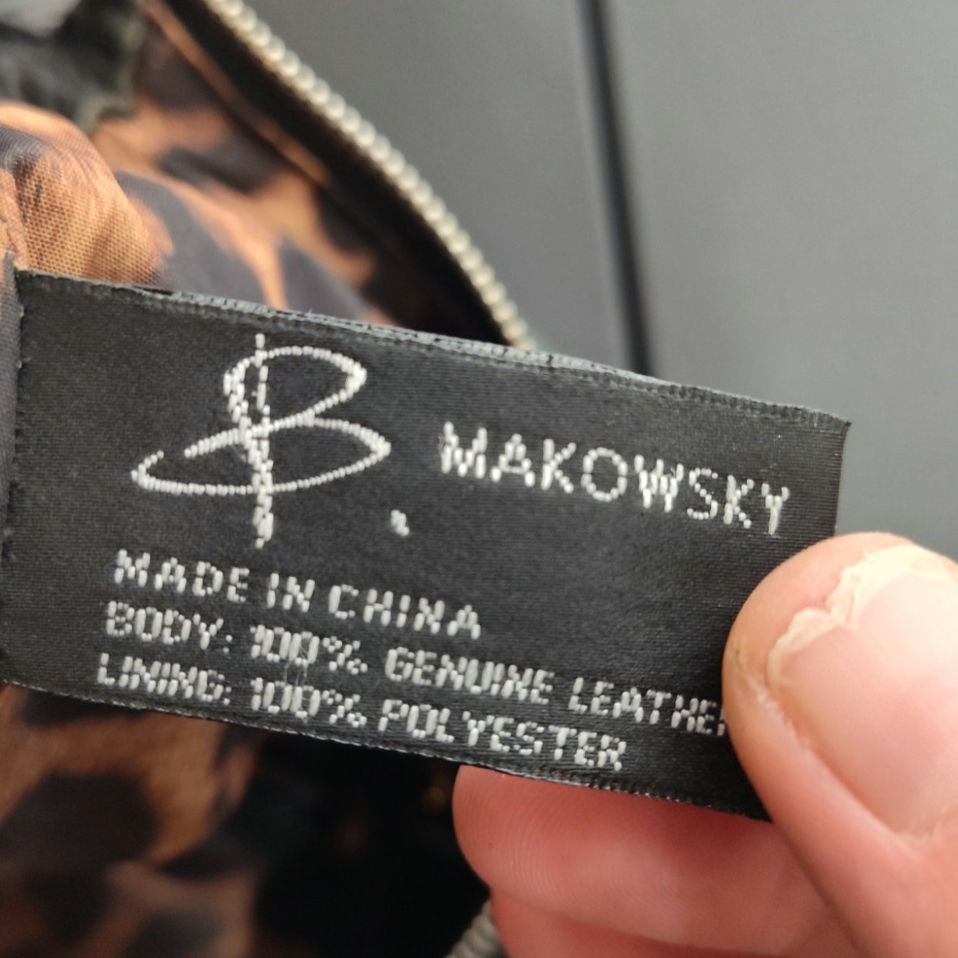 B. MAKOWSKY
MADE IN CHINA
BODY: 100% GENUINE LEATHER
LINING: 100% POLYESTER